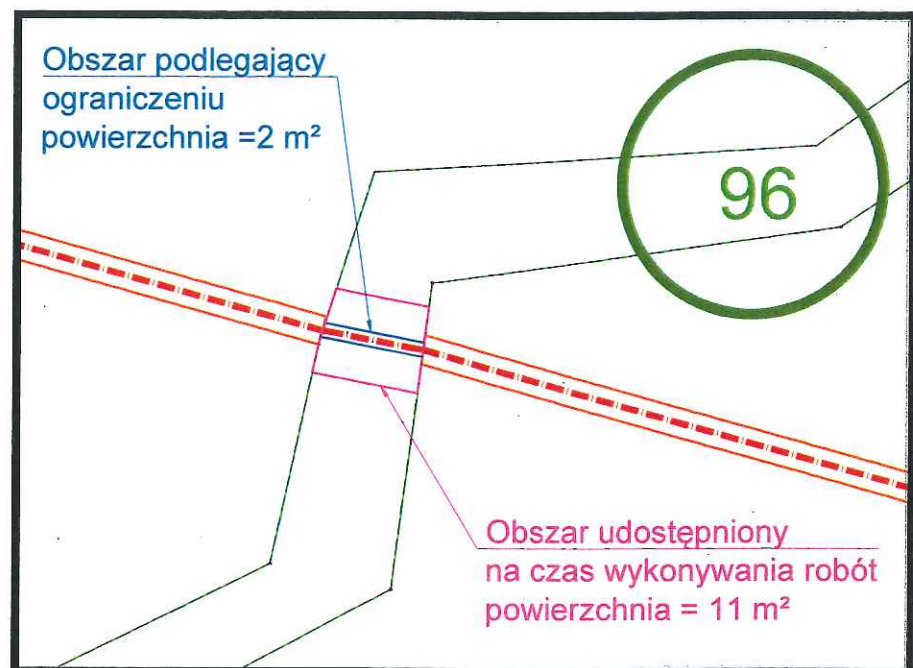 Obszar podlegający
ograniczeniu
powierzchnia =2 m²
96
Obszar udostępniony
na czas wykonywania robót
powierzchnia = 11 m²